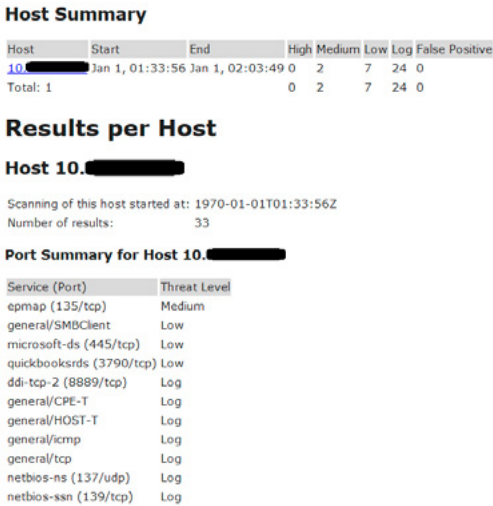 Host Summary
Host Start End High Medium Low Log False Positive
10. Jan 1, 01:33:56 Jan 1, 02:03:49 0 2 7 24 0
Total: 1 0 2 7 24 0
Results per Host
Host 10.
Scanning of this host started at: 1970-01-01T01:33:56Z
Number of results: 33
Port Summary for Host 10.
Service (Port) Threat Level
epmap (135/tcp) Medium
general/SMBClient Low
microsoft-ds (445/tcp) Low
quickbooksrds (3790/tcp) Low
ddi-tcp-2 (8889/tcp) Log
general/CPE-T Log
general/HOST-T Log
general/icmp Log
general/tcp Log
netbios-ns (137/udp) Log
netbios-ssn (139/tcp) Log